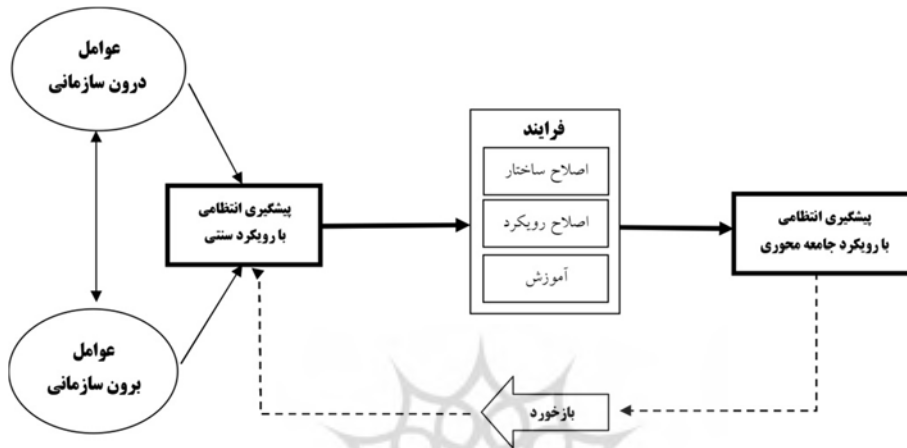 عوامل
درون سازمانی
پیشگیری انتظامی
با رویکرد سنتی
عوامل
برون سازمانی
فرایند
اصلاح ساختار
اصلاح رویکرد
آموزش
پیشگیری انتظامی
با رویکرد جامعه محوری
بازخورد